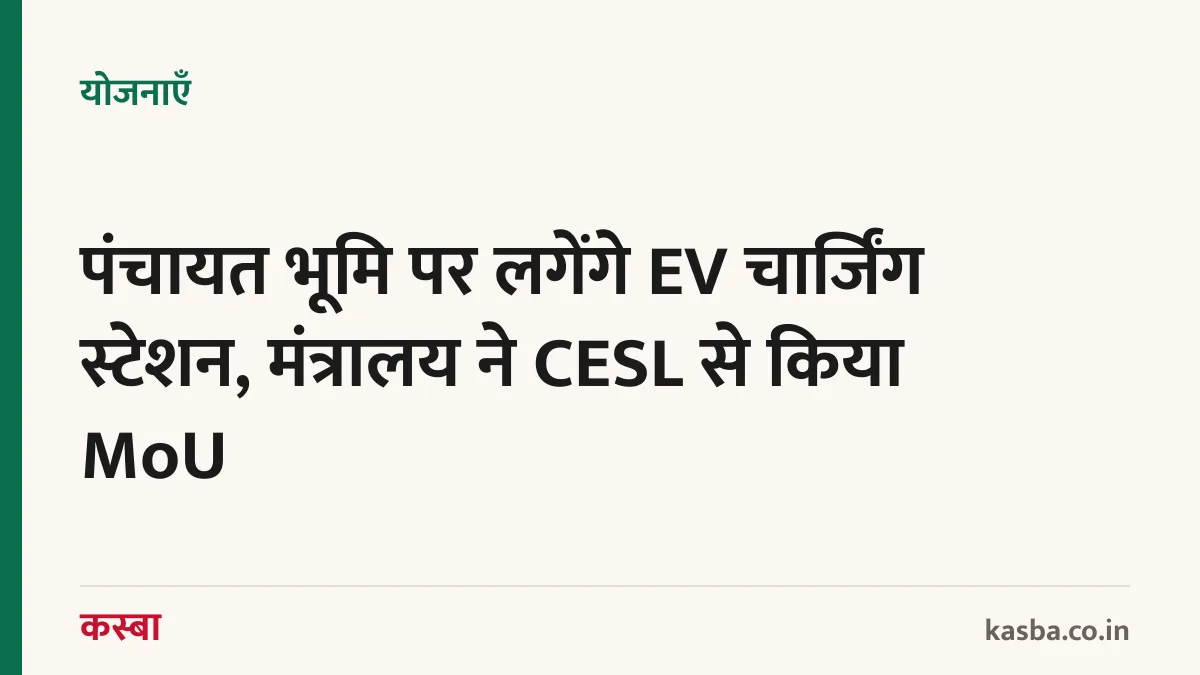 योजनाएँ
पंचायत भूमि पर लगेंगे EV चार्जिंग
स्टेशन, मंत्रालय ने CESL से किया
MoU
कस्बा
kasba.co.in